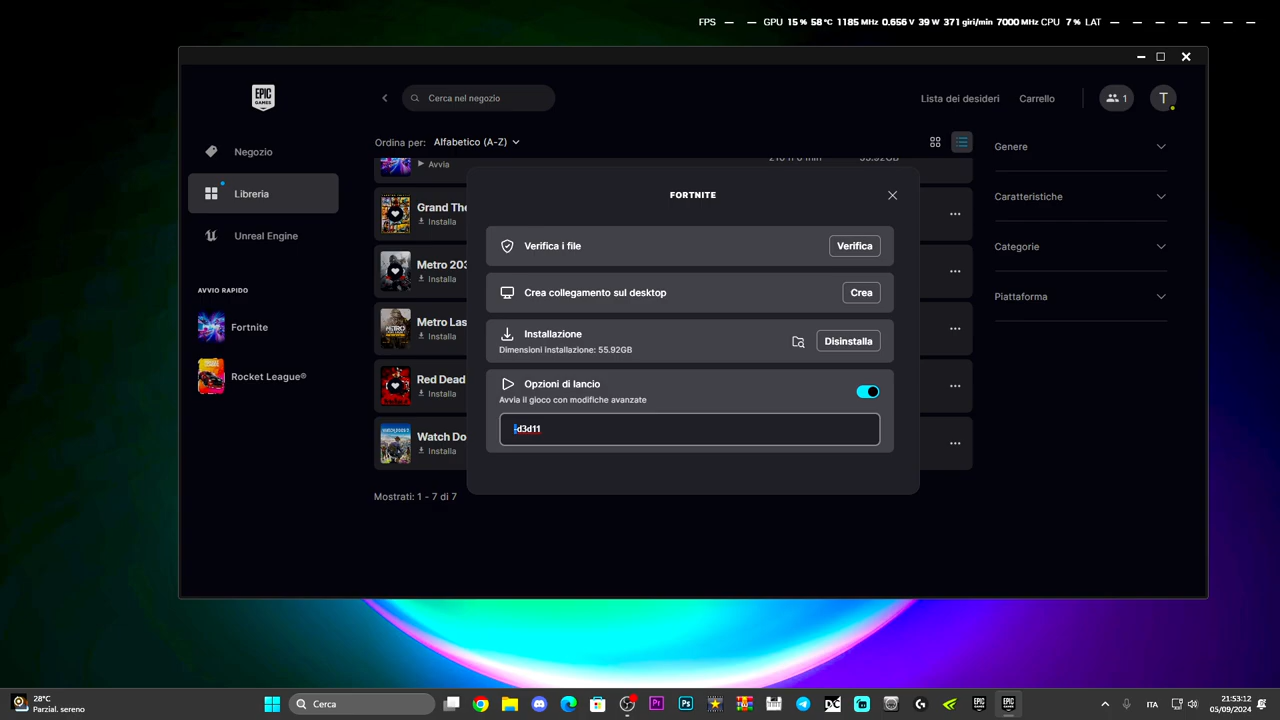 FPS — — GPU 15 % 58 °C 1185 MHz 0.656 V 39 W 371 giri/min 7000 MHz CPU 7 % LAT — — — — — — —
EPIC GAMES
Cerca nel negozio
Lista dei desideri
Carrello
1
T
Negozio
Libreria
Unreal Engine
AVVIO RAPIDO
Fortnite
Rocket League®
Ordina per: Alfabetico (A-Z)
Avvia
55.92GB
Grand The
Installa
Metro 203
Installa
Metro Las
Installa
Red Dead
Installa
Watch Do
Installa
Mostrati: 1 - 7 di 7
FORTNITE
Verifica i file
Verifica
Crea collegamento sul desktop
Crea
Installazione
Dimensioni Installazione: 55.92GB
Disinstalla
Opzioni di lancio
Avvia il gioco con modifiche avanzate
-d3d11
Genere
Caratteristiche
Categorie
Piattaforma
28°C
Parzial. sereno
Cerca
ITA
21:53:12
05/09/2024